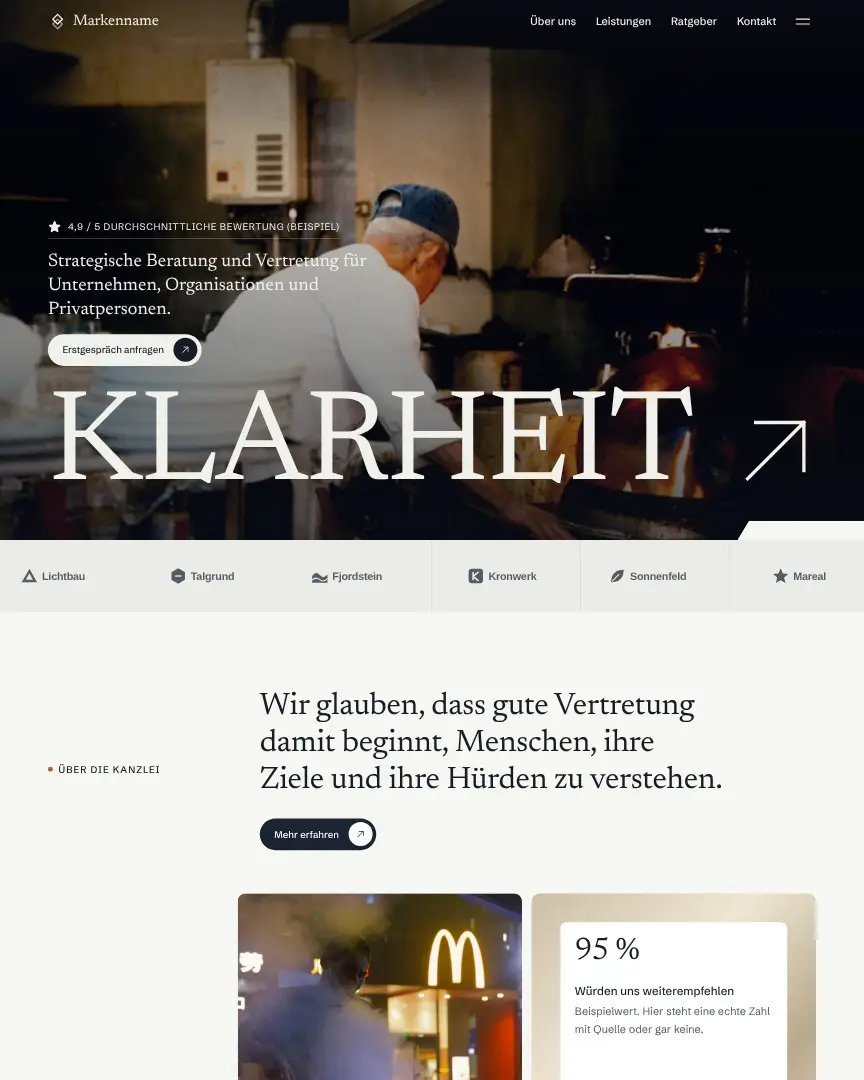 Markenname
Über uns
Leistungen
Ratgeber
Kontakt
4,9 / 5 DURCHSCHNITTLICHE BEWERTUNG (BEISPIEL)
Strategische Beratung und Vertretung für
Unternehmen, Organisationen und
Privatpersonen.
Erstgespräch anfragen
KLARHEIT
Lichtbau
Talgrund
Fjordstein
Kronwerk
Sonnenfeld
Mareal
Wir glauben, dass gute Vertretung
damit beginnt, Menschen, ihre
Ziele und ihre Hürden zu verstehen.
ÜBER DIE KANZLEI
Mehr erfahren
95 %
Würden uns weiterempfehlen
Beispielwert. Hier steht eine echte Zahl
mit Quelle oder gar keine.